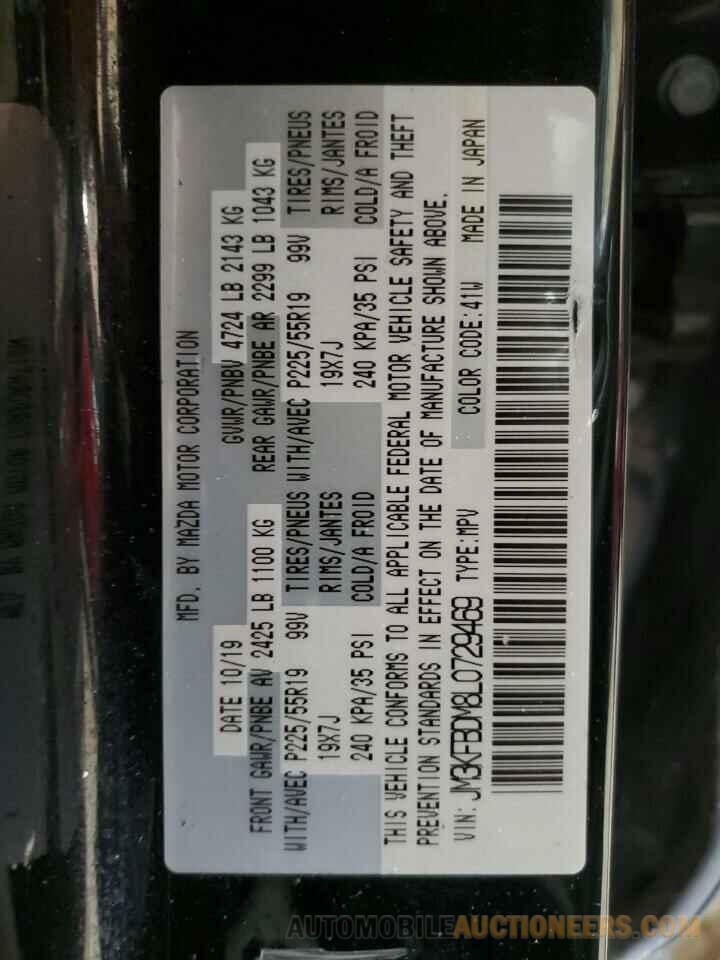 MFD. BY MAZDA MOTOR CORPORATION
DATE 10/19 GVWR/PNBV 4724 LB 2143 KG
FRONT GAWR/PNBE AV 2425 LB 1100 KG REAR GAWR/PNBE AR 2299 LB 1043 KG
WITH/AVEC P225/55R19 99V TIRES/PNEUS WITH/AVEC P225/55R19 99V TIRES/PNEUS
19X7J RIMS/JANTES 19X7J RIMS/JANTES
240 KPA/35 PSI COLD/A FROID 240 KPA/35 PSI COLD/A FROID
THIS VEHICLE CONFORMS TO ALL APPLICABLE FEDERAL MOTOR VEHICLE SAFETY AND THEFT
PREVENTION STANDARDS IN EFFECT ON THE DATE OF MANUFACTURE SHOWN ABOVE.
VIN: JM3KFBDM8L0729469 TYPE:MPV COLOR CODE:41W MADE IN JAPAN
AUTOMOBILEAUCTIONEERS.COM